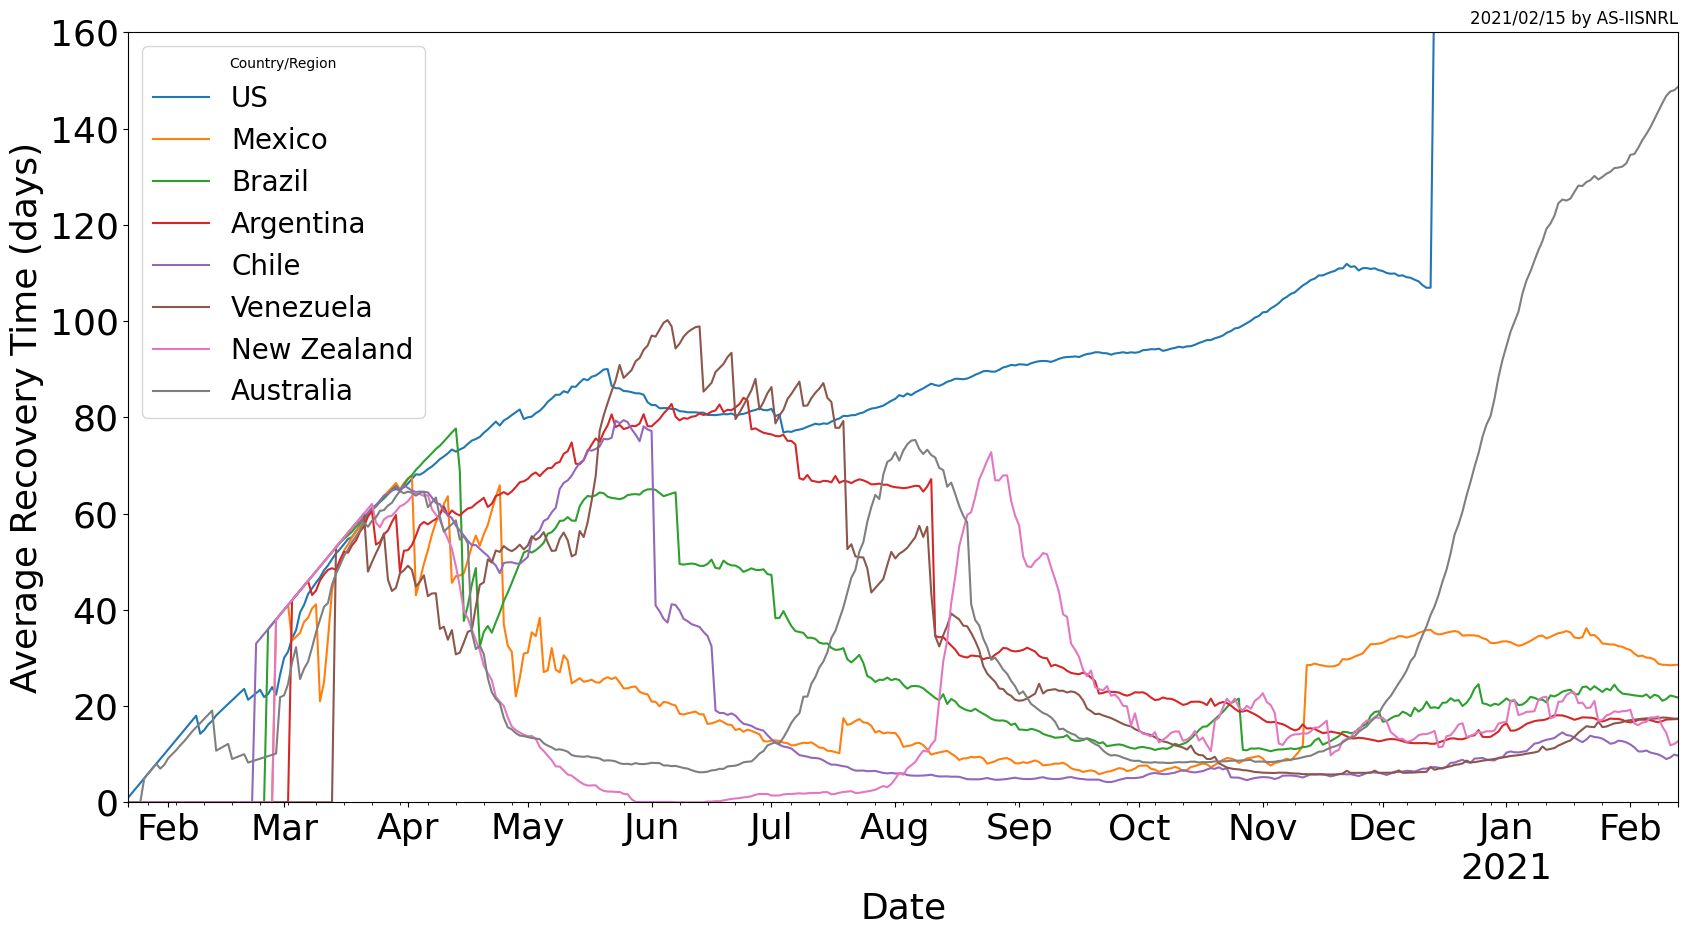 2021/02/15 by AS-IISNRL
Average Recovery Time (days)
160
140
120
100
80
60
40
20
0
Country/Region
US
Mexico
Brazil
Argentina
Chile
Venezuela
New Zealand
Australia
Feb Mar Apr May Jun Jul Aug Sep Oct Nov Dec Jan Feb
2021
Date